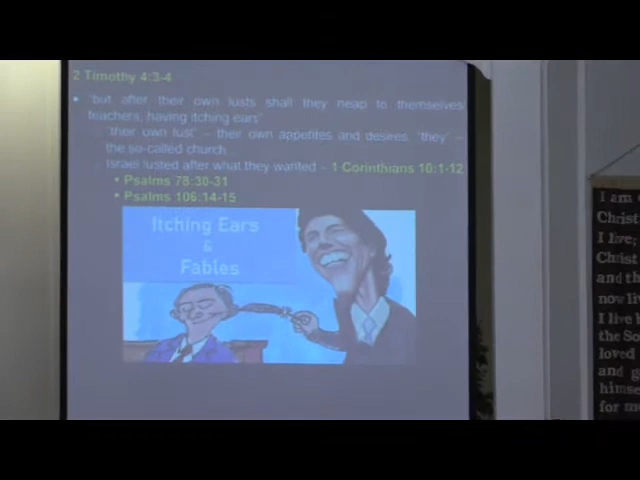 2 Timothy 4:3-4
• "but after their own lusts shall they heap to themselves
teachers, having itching ears"
"their own lust" – their own appetites and desires, "they" –
the so-called church...
Israel lusted after what they wanted – 1 Corinthians 10:1-12
• Psalms 78:30-31
• Psalms 106:14-15
Itching Ears
&
Fables
I am
Christ
I live;
Christ
and th
now liv
I live b
the So
loved
and g
himse
for m